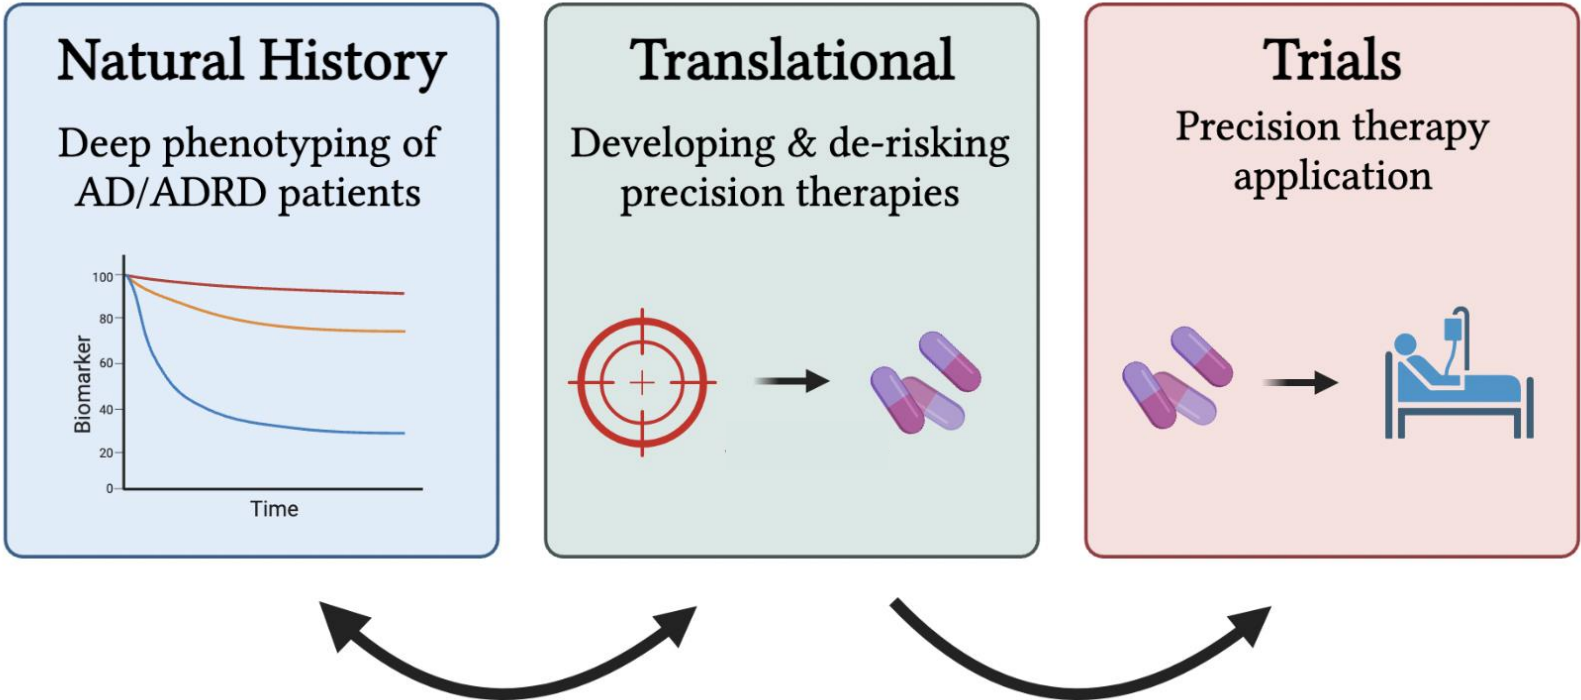 Natural History
Deep phenotyping of
AD/ADRD patients
100
80
60
40
20
0
Biomarker
Time
Translational
Developing & de-risking
precision therapies
Trials
Precision therapy
application